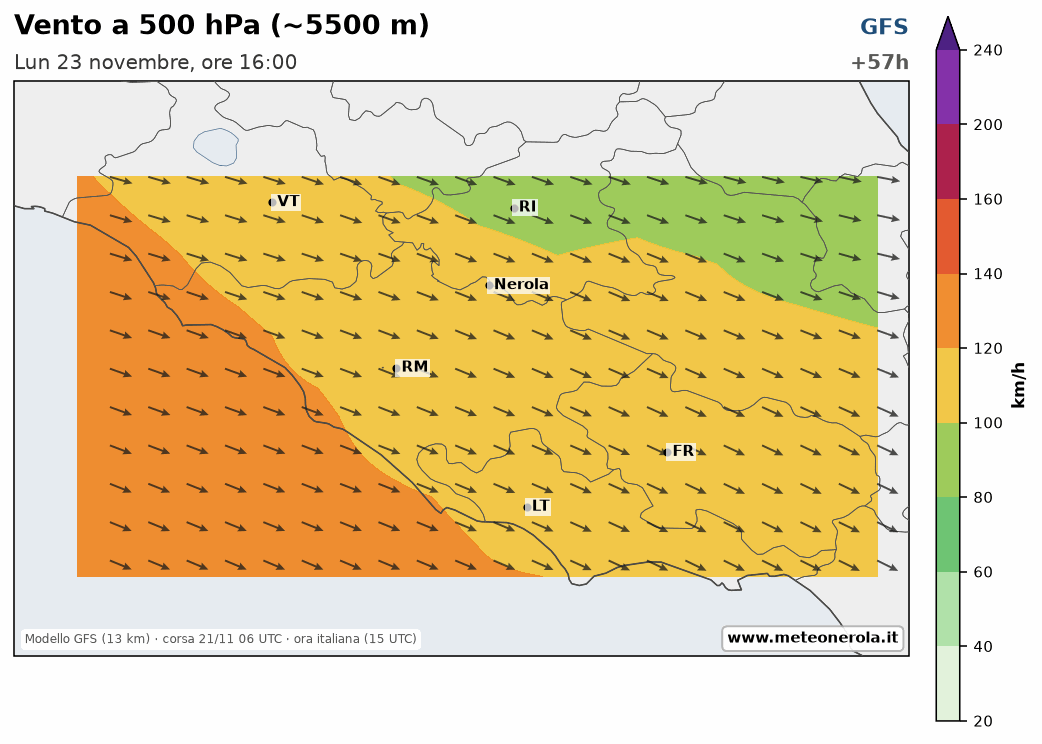 Vento a 500 hPa (~5500 m)
GFS
Lun 23 novembre, ore 16:00
+57h
VT
RI
Nerola
RM
FR
LT
240
200
160
140
120
100
80
60
40
20
km/h
Modello GFS (13 km) · corsa 21/11 06 UTC · ora italiana (15 UTC)
www.meteonerola.it